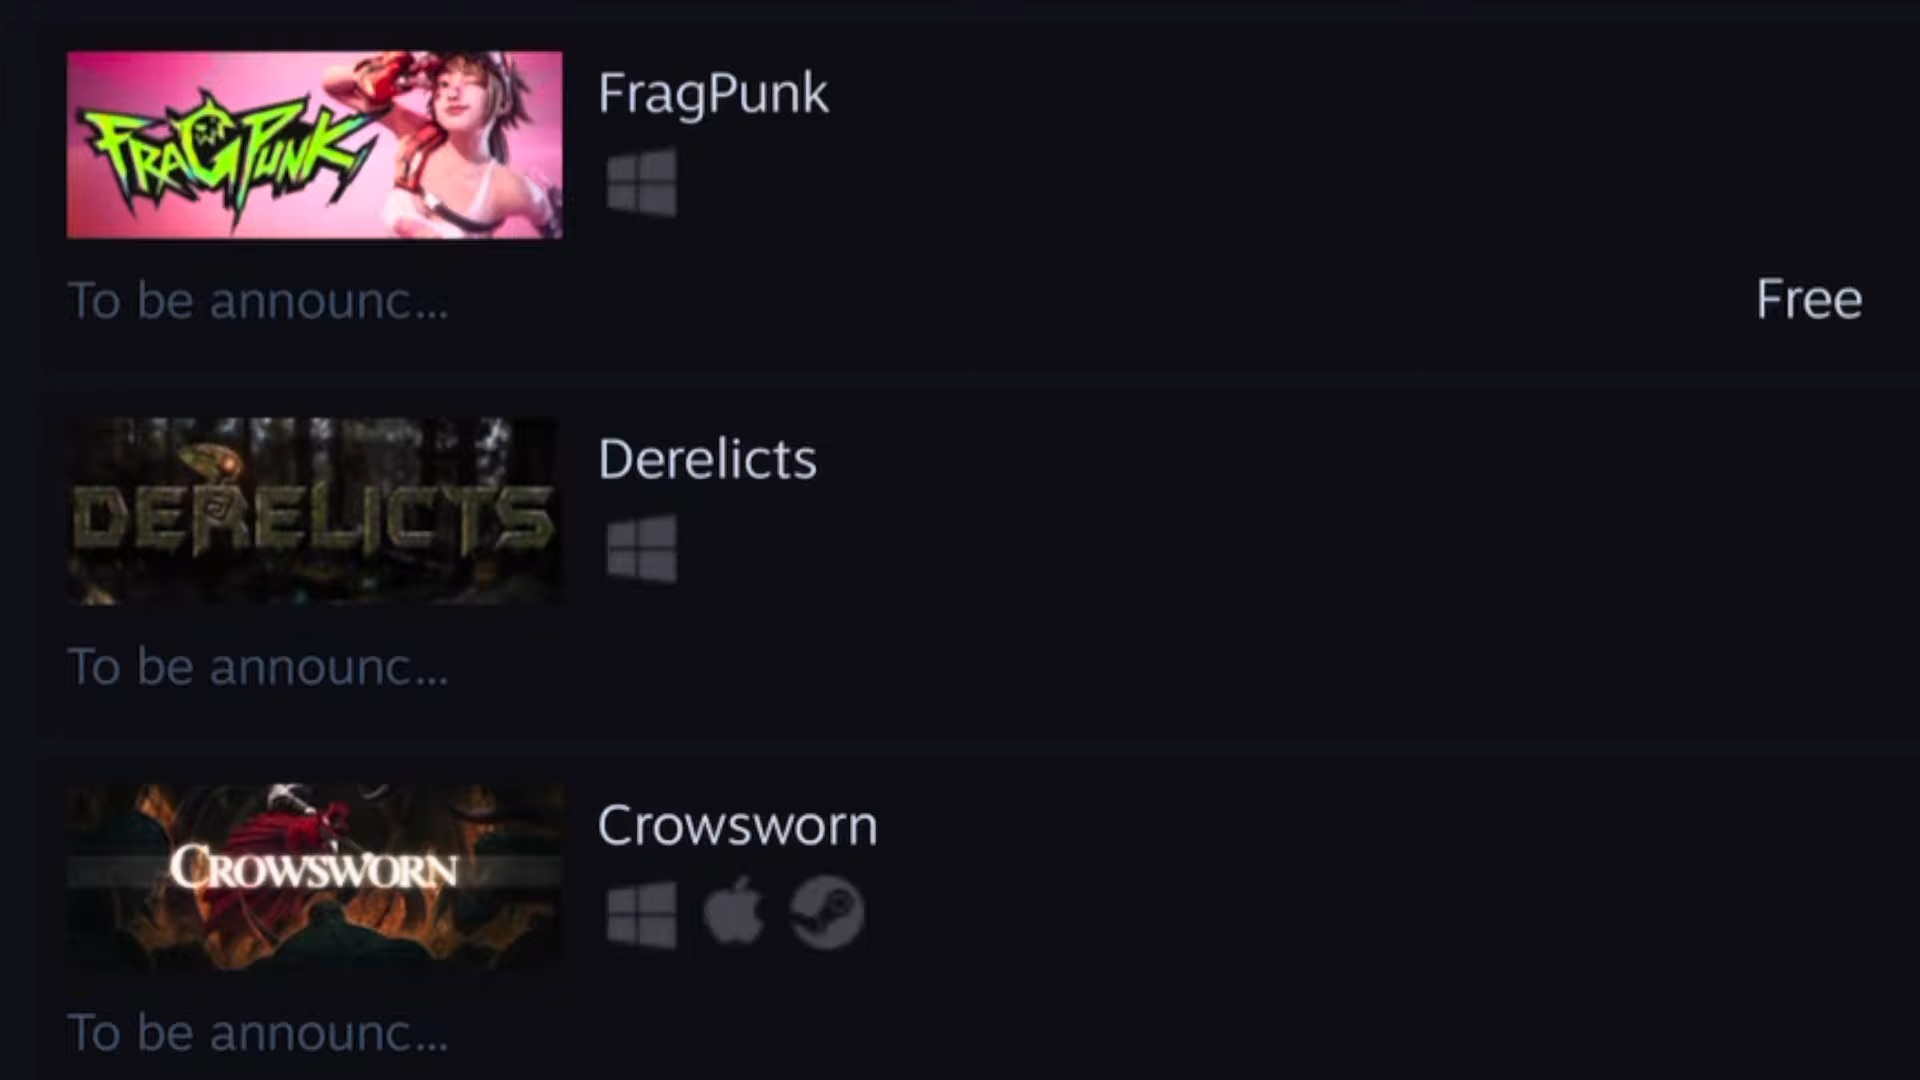 FRAGPUNK
FragPunk
To be announc...
Free
DERELICTS
Derelicts
To be announc...
CROWSWORN
Crowsworn
To be announc...